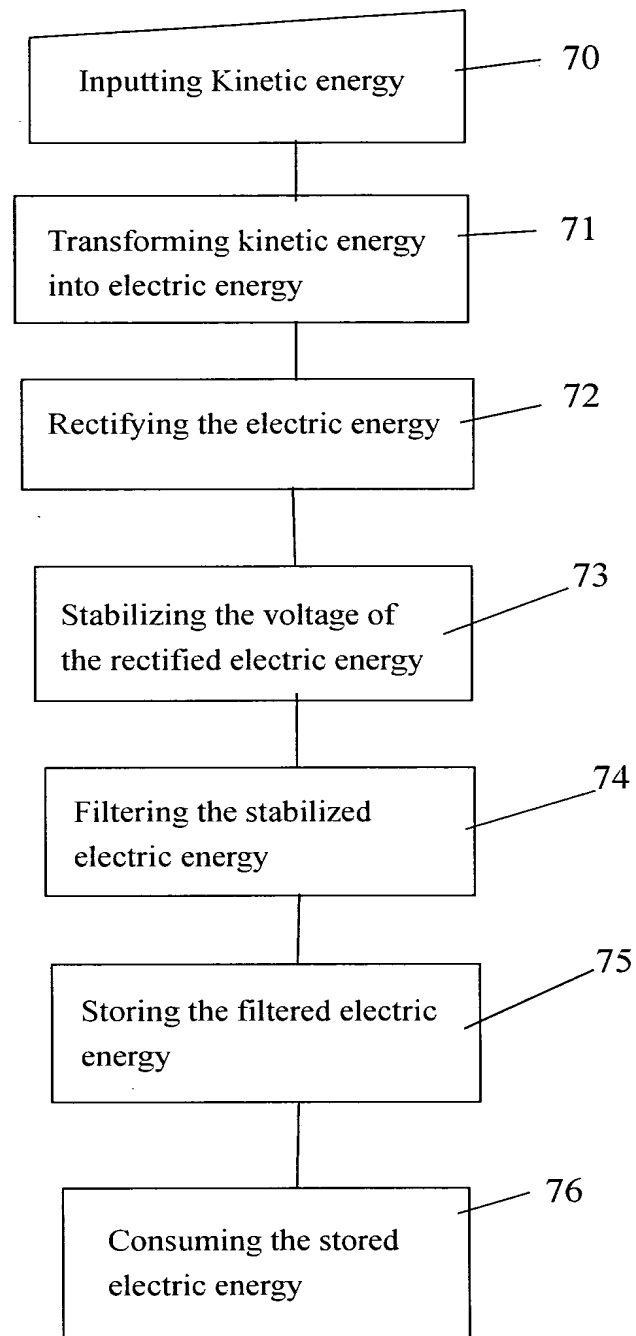 Inputting Kinetic energy
70
Transforming kinetic energy
into electric energy
71
Rectifying the electric energy
72
Stabilizing the voltage of
the rectified electric energy
73
Filtering the stabilized
electric energy
74
Storing the filtered electric
energy
75
Consuming the stored
electric energy
76